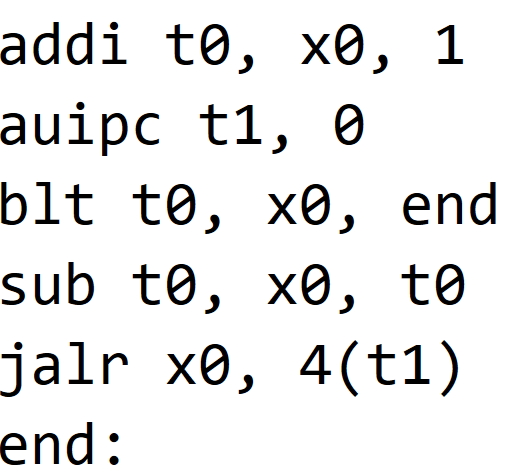 addi t0, x0, 1
auipc t1, 0
blt t0, x0, end
sub t0, x0, t0
jalr x0, 4(t1)
end: